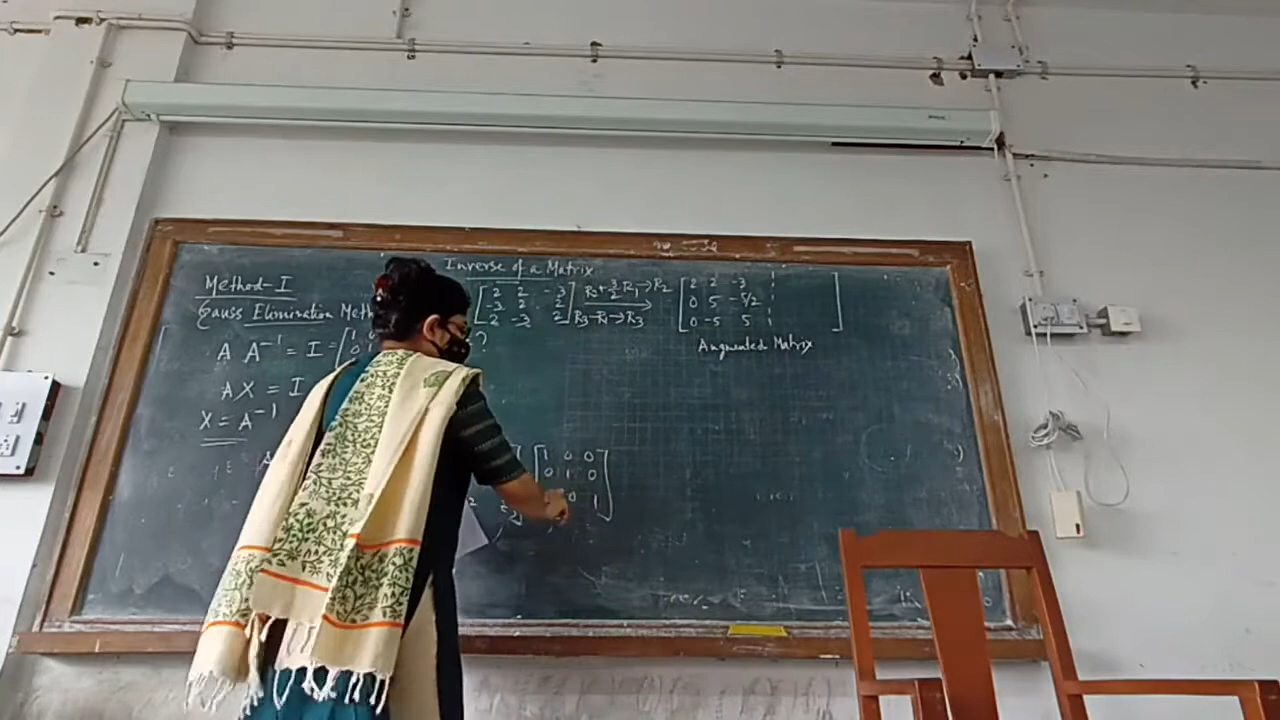 Inverse of a Matrix
Method-I
Gauss Elimination
A A⁻¹ = I =
AX = I
X = A⁻¹
?
2 2 -3
-3 2 2
2 -3 2
R₂+3/2R₁→R₂
R₃-R₁→R₃
2 2 -3
0 5 -5/2
0 -5 5
Augmented Matrix
1 0 0
0 1 0
0 1